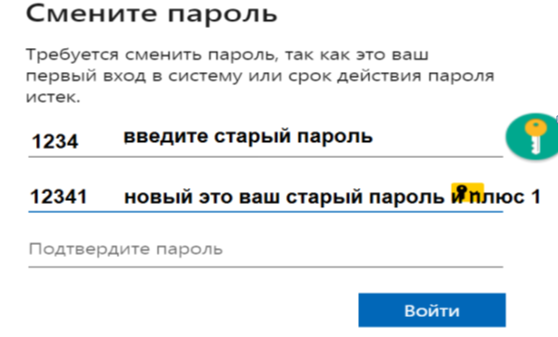 Смените пароль
Требуется сменить пароль, так как это ваш
первый вход в систему или срок действия пароля
истек.
1234 введите старый пароль
12341 новый это ваш старый пароль и плюс 1
Подтвердите пароль
Войти